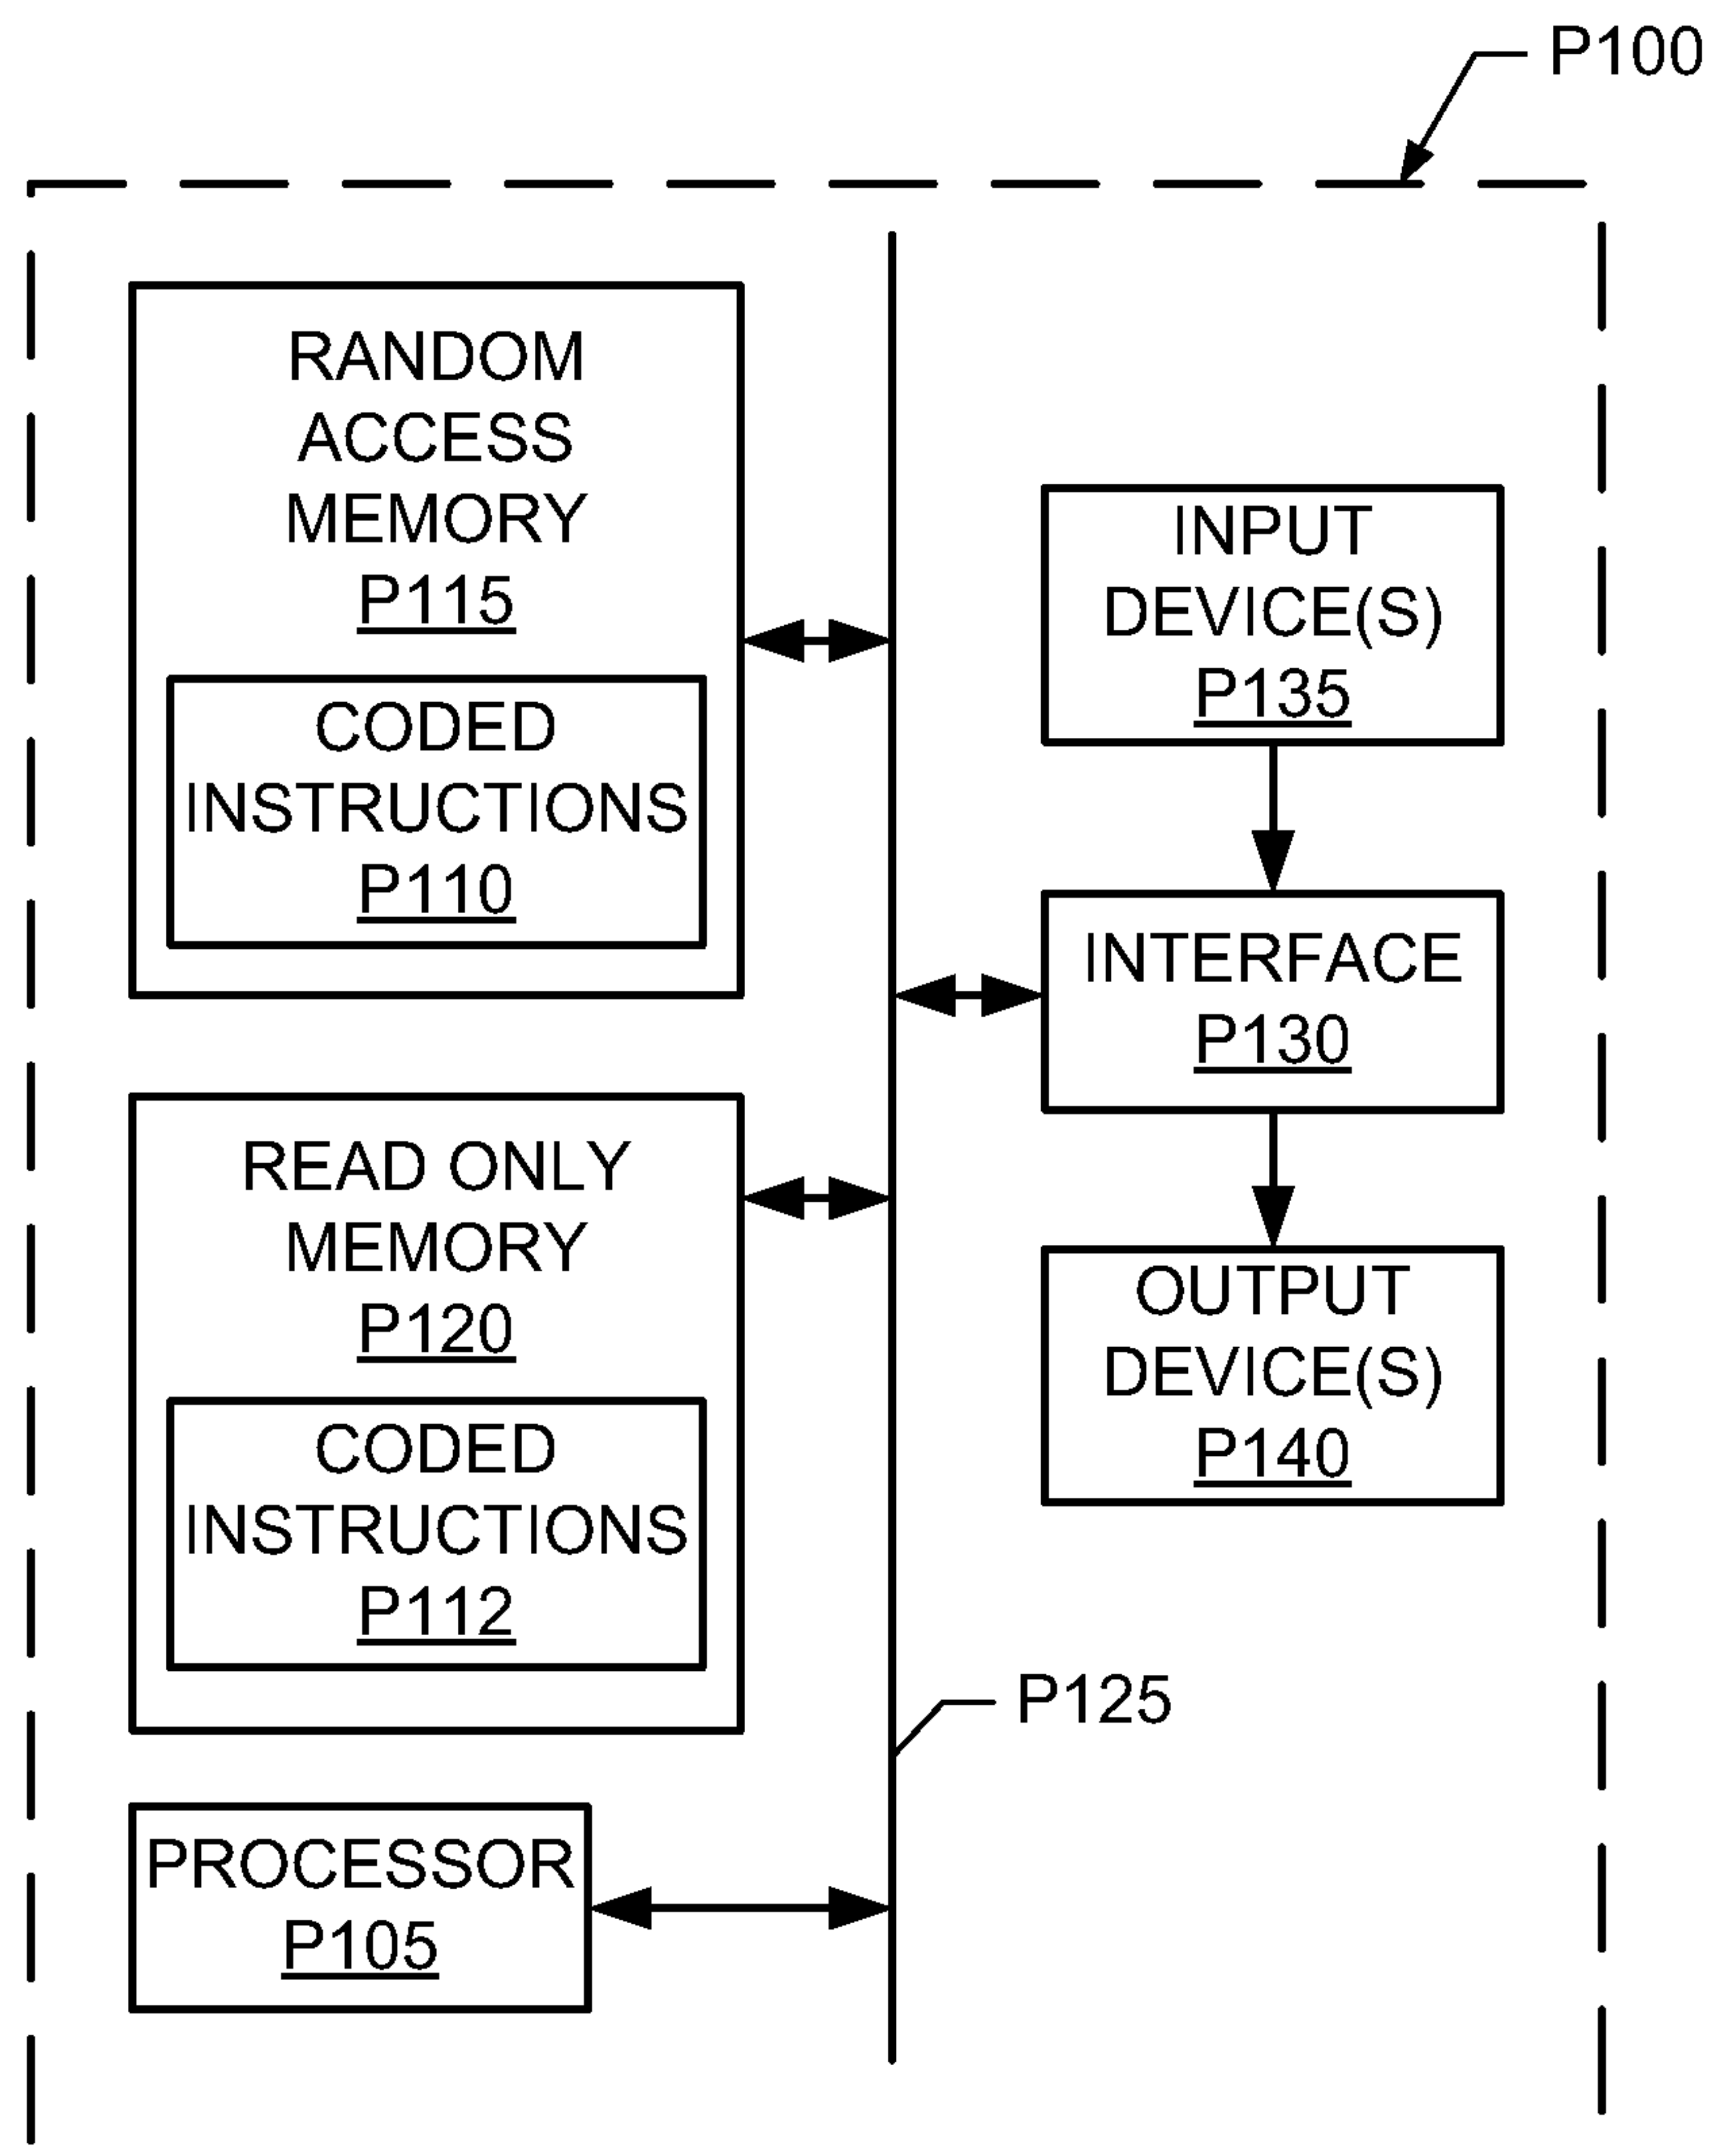 P100
RANDOM
ACCESS
MEMORY
P115
CODED
INSTRUCTIONS
P110
READ ONLY
MEMORY
P120
CODED
INSTRUCTIONS
P112
PROCESSOR
P105
INPUT
DEVICE(S)
P135
INTERFACE
P130
OUTPUT
DEVICE(S)
P140
P125